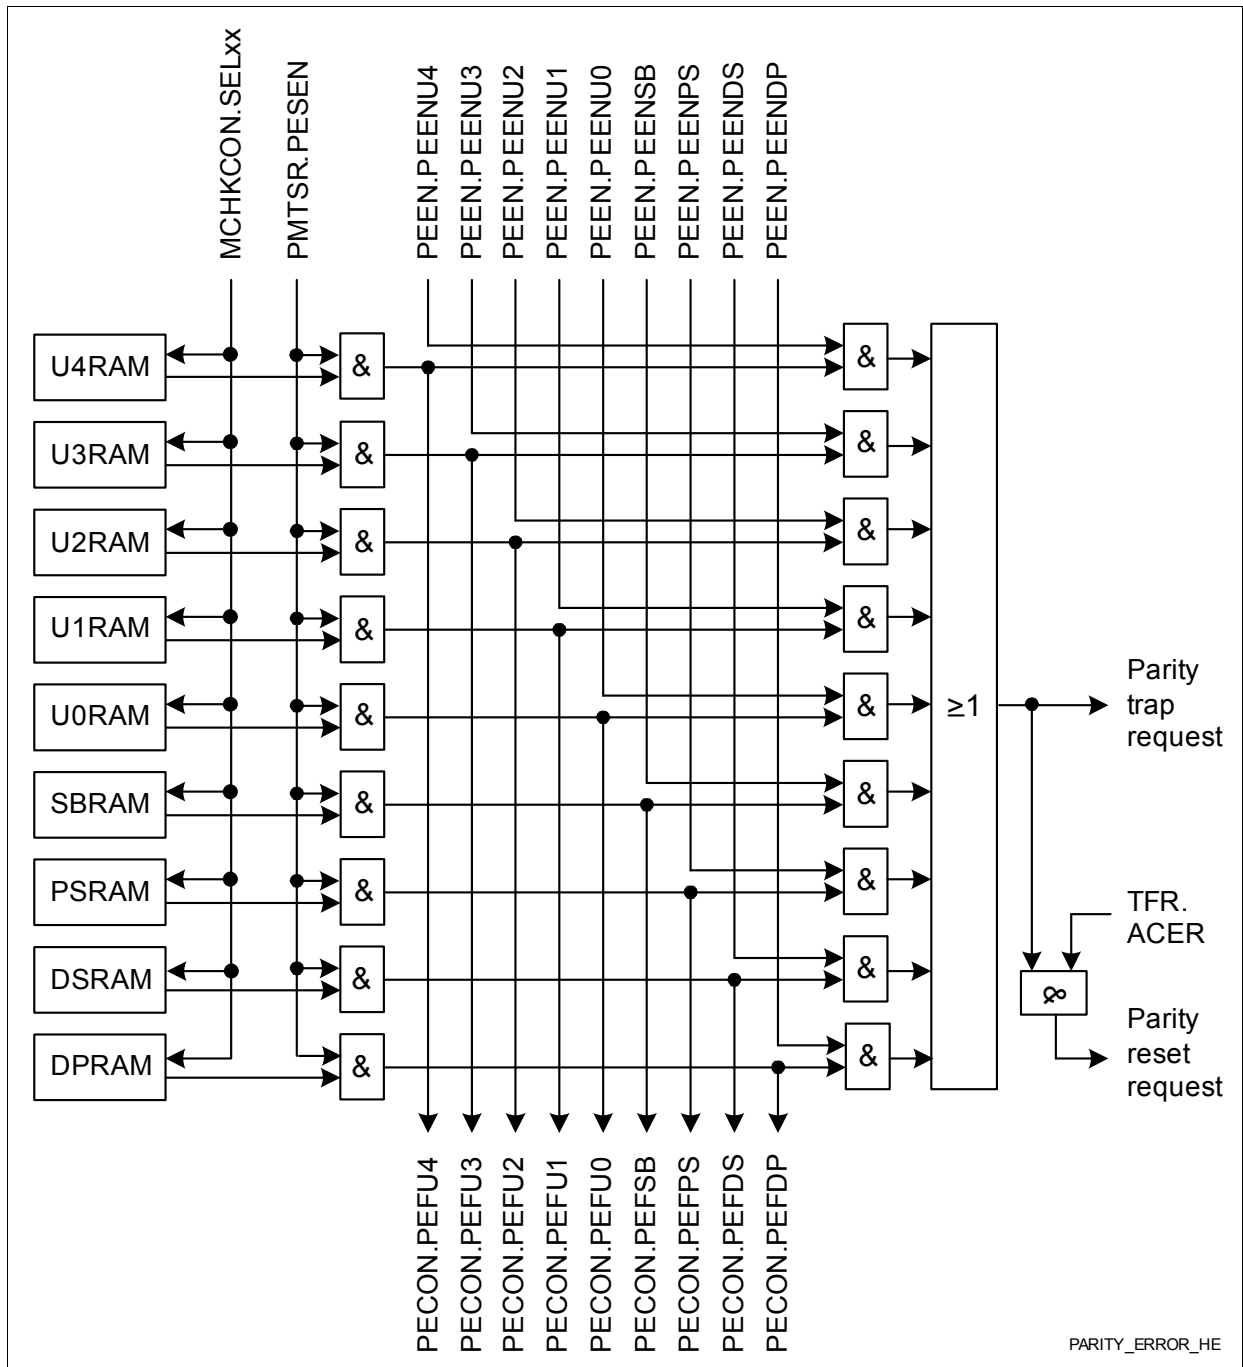 MCHKCON.SELxx
PMTSR.PESEN
PEEN.PEENU4
PEEN.PEENU3
PEEN.PEENU2
PEEN.PEENU1
PEEN.PEENU0
PEEN.PEENSB
PEEN.PEENPS
PEEN.PEENDS
PEEN.PEENDP
U4RAM
&
&
U3RAM
&
&
U2RAM
&
&
U1RAM
&
&
U0RAM
&
&
SBRAM
&
&
PSRAM
&
&
DSRAM
&
&
DPRAM
&
&
≥1
Parity
trap
request
TFR.
ACER
&
Parity
reset
request
PECON.PEFU4
PECON.PEFU3
PECON.PEFU2
PECON.PEFU1
PECON.PEFU0
PECON.PEFSB
PECON.PEFPS
PECON.PEFDS
PECON.PEFDP
PARITY_ERROR_HE